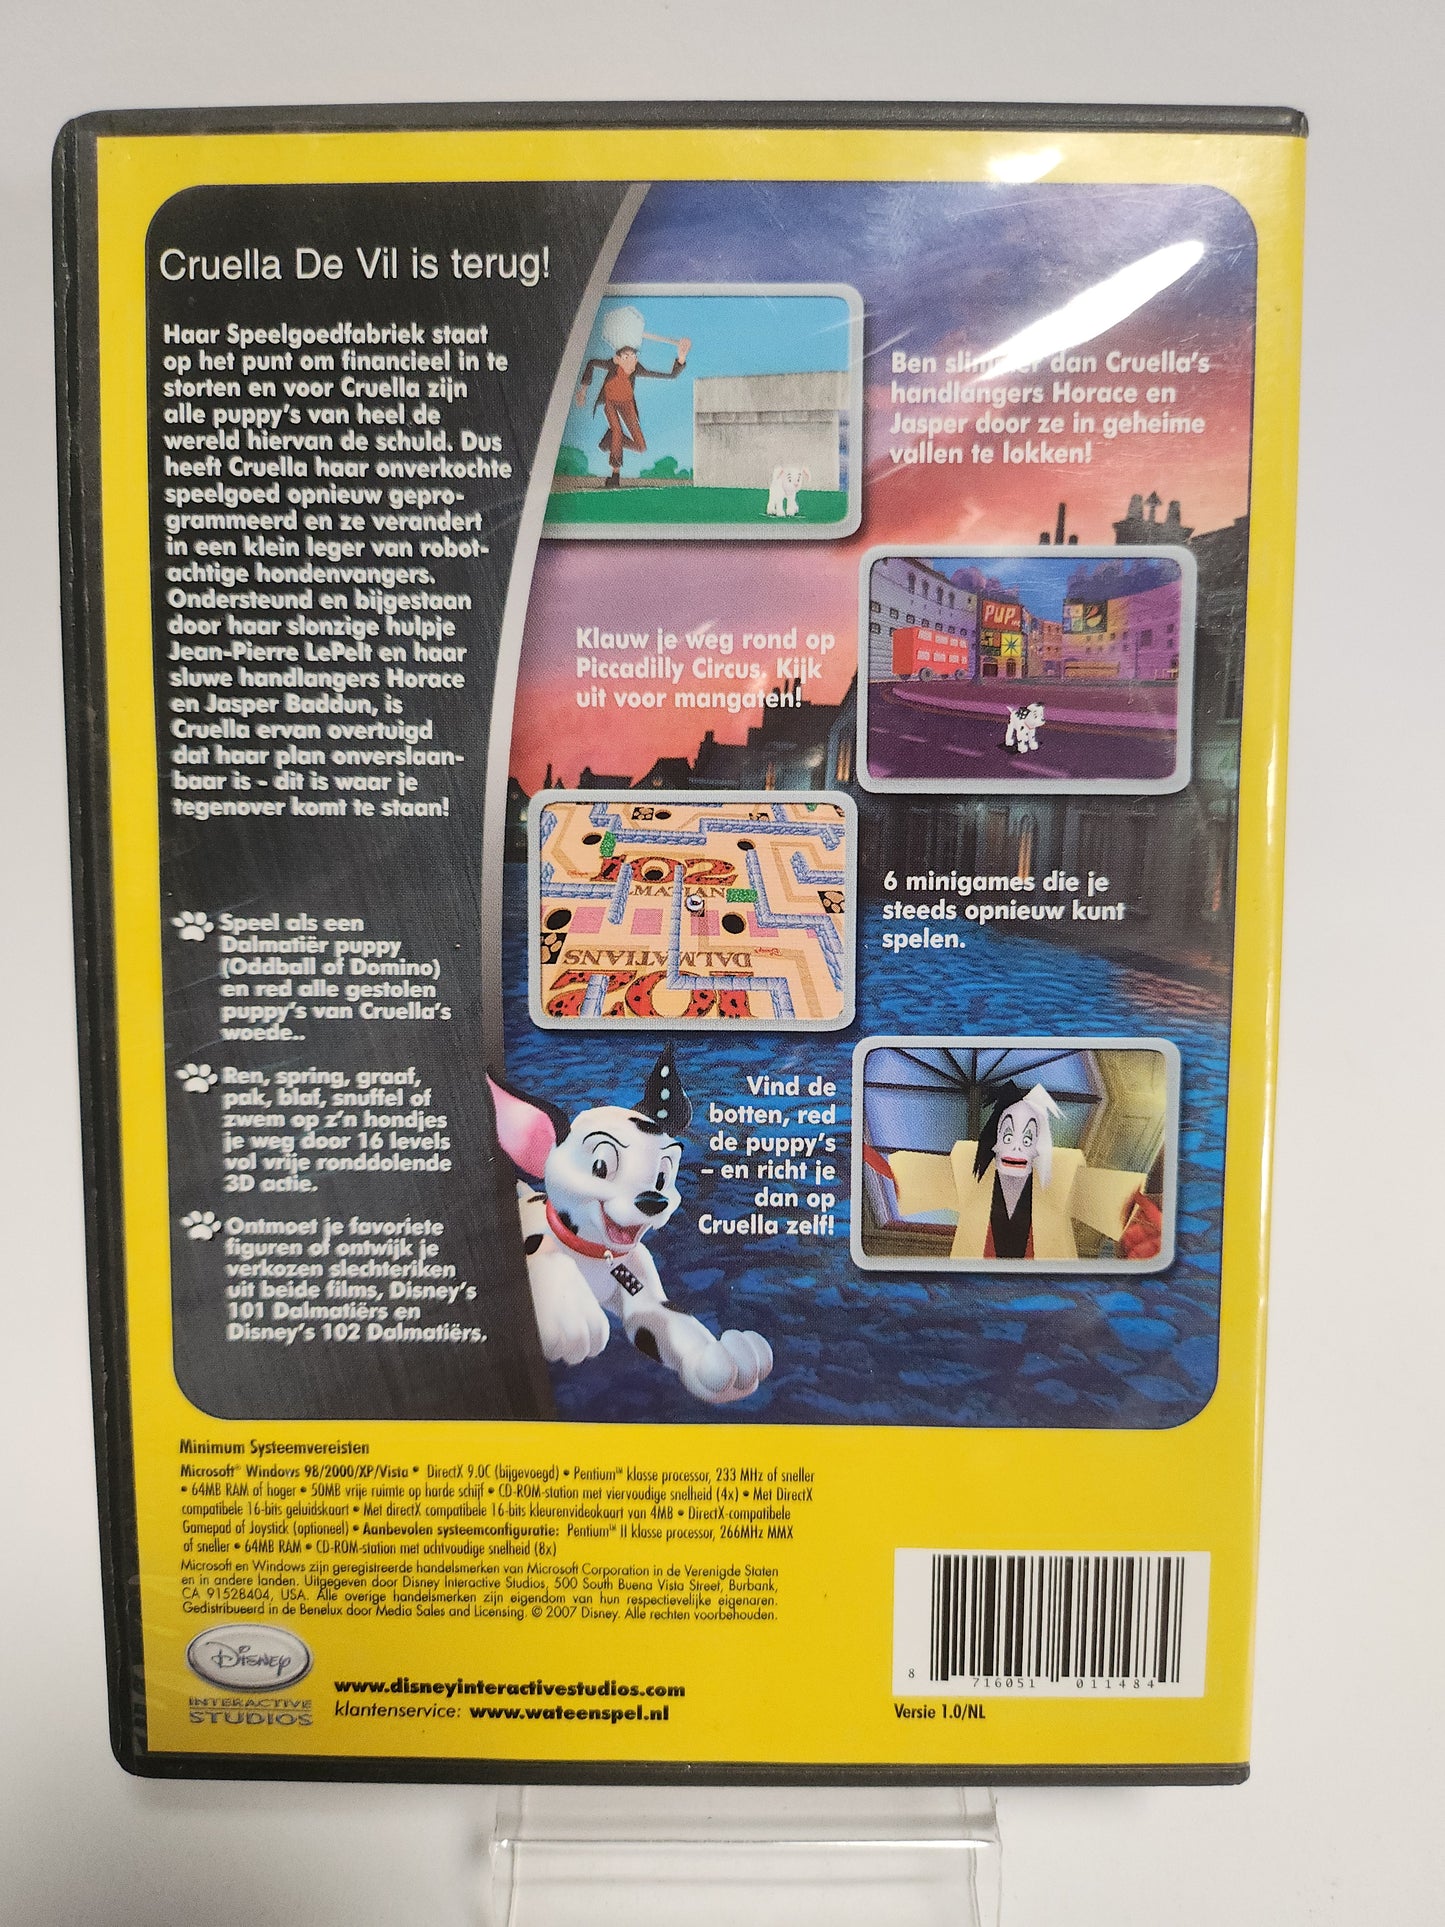 Cruella De Vil is terug!
Haar Speelgoedfabriek staat
op het punt om financieel in te
storten en voor Cruella zijn
alle puppy's van heel de
wereld hiervan de schuld. Dus
heeft Cruella haar onverkochte
speelgoed opnieuw gepro-
grammeerd en ze verandert
in een klein leger van robot-
achtige hondenvangers.
Ondersteund en bijgestaan
door haar slonzige hulpje
Jean-Pierre LePelt en haar
sluwe handlangers Horace
en Jasper Baddun, is
Cruella ervan overtuigd
dat haar plan onverslaan-
baar is - dit is waar je
tegenover komt te staan!
Speel als een
Dalmatiër puppy
(Oddball of Domino)
en red alle gestolen
puppy's van Cruella's
woede..
Ren, spring, graaf,
pak, blaf, snuffel of
zwem op z'n hondjes
je weg door 16 levels
vol vrije ronddolende
3D actie.
Ontmoet je favoriete
figuren of ontwijk je
verkozen slechteriken
uit beide films, Disney's
101 Dalmatiërs en
Disney's 102 Dalmatiërs.
Ben slimmer dan Cruella's
handlangers Horace en
Jasper door ze in geheime
vallen te lokken!
PUP
Klauw je weg rond op
Piccadilly Circus. Kijk
uit voor mangaten!
102
DALMATIANS
102
6 minigames die je
steeds opnieuw kunt
spelen.
Vind de
botten, red
de puppy's
– en richt je
dan op
Cruella zelf!
Minimum Systeemvereisten
Microsoft® Windows 98/2000/XP/Vista • DirectX 9.0C (bijgevoegd) • Pentium™ klasse processor, 233 MHz of sneller
• 64MB RAM of hoger • 50MB vrije ruimte op harde schijf • CD-ROM-station met viervoudige snelheid (4x) • Met DirectX
compatibele 16-bits geluidskaart • Met directX compatibele 16-bits kleurenvideokaart van 4MB • DirectX-compatibele
Gamepad of Joystick (optioneel) • Aanbevolen systeemconfiguratie: Pentium™ II klasse processor, 266MHz MMX
of sneller • 64MB RAM • CD-ROM-station met achtvoudige snelheid (8x)
Microsoft en Windows zijn geregistreerde handelsmerken van Microsoft Corporation in de Verenigde Staten
en in andere landen. Uitgegeven door Disney Interactive Studios, 500 South Buena Vista Street, Burbank,
CA 91528404, USA. Alle overige handelsmerken zijn eigendom van hun respectievelijke eigenaren.
Gedistribueerd in de Benelux door Media Sales and Licensing. © 2007 Disney. Alle rechten voorbehouden.
Disney
INTERACTIVE
STUDIOS
www.disneyinteractivestudios.com
klantenservice: www.wateenspel.nl
8 716051 011484
Versie 1.0/NL